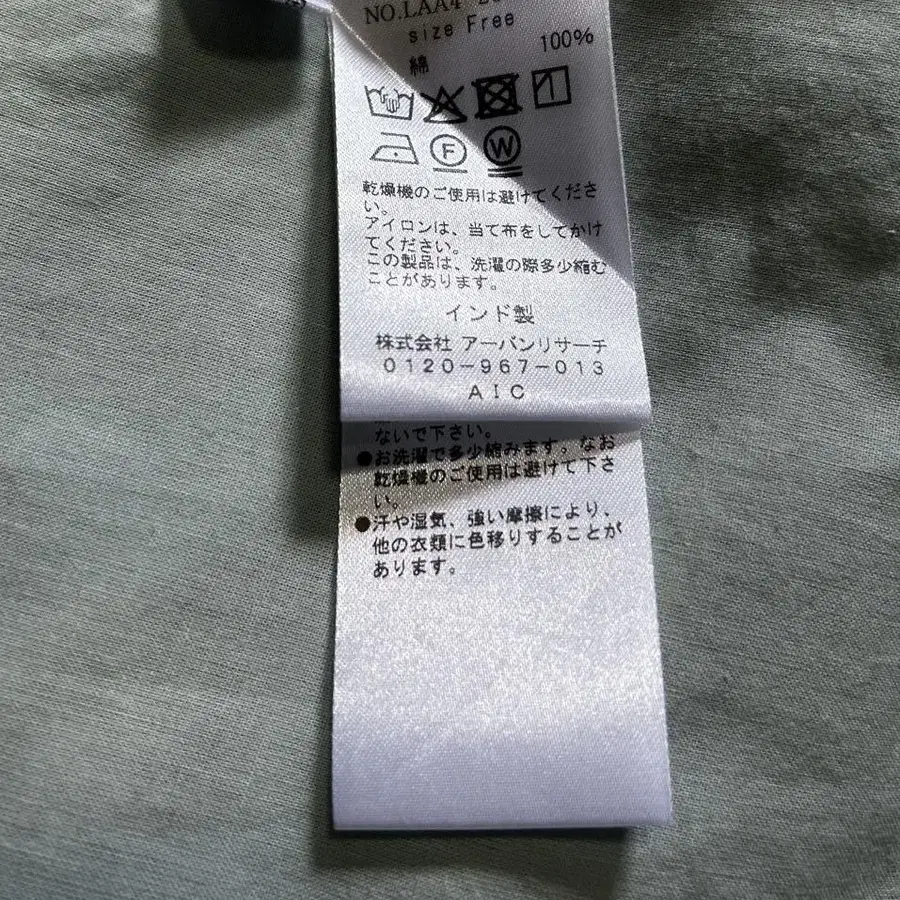 NO.LAA4
size Free
綿 100%
F W
乾燥機のご使用は避けてくださ
い。
アイロンは、当て布をしてかけ
てください。
この製品は、洗濯の際多少縮む
ことがあります。
インド製
株式会社 アーバンリサーチ
0120-967-013
AIC
ないで下さい。
●お洗濯で多少縮みます。なお
乾燥機のご使用は避けて下さ
い。
●汗や湿気、強い摩擦により、
他の衣類に色移りすることが
あります。